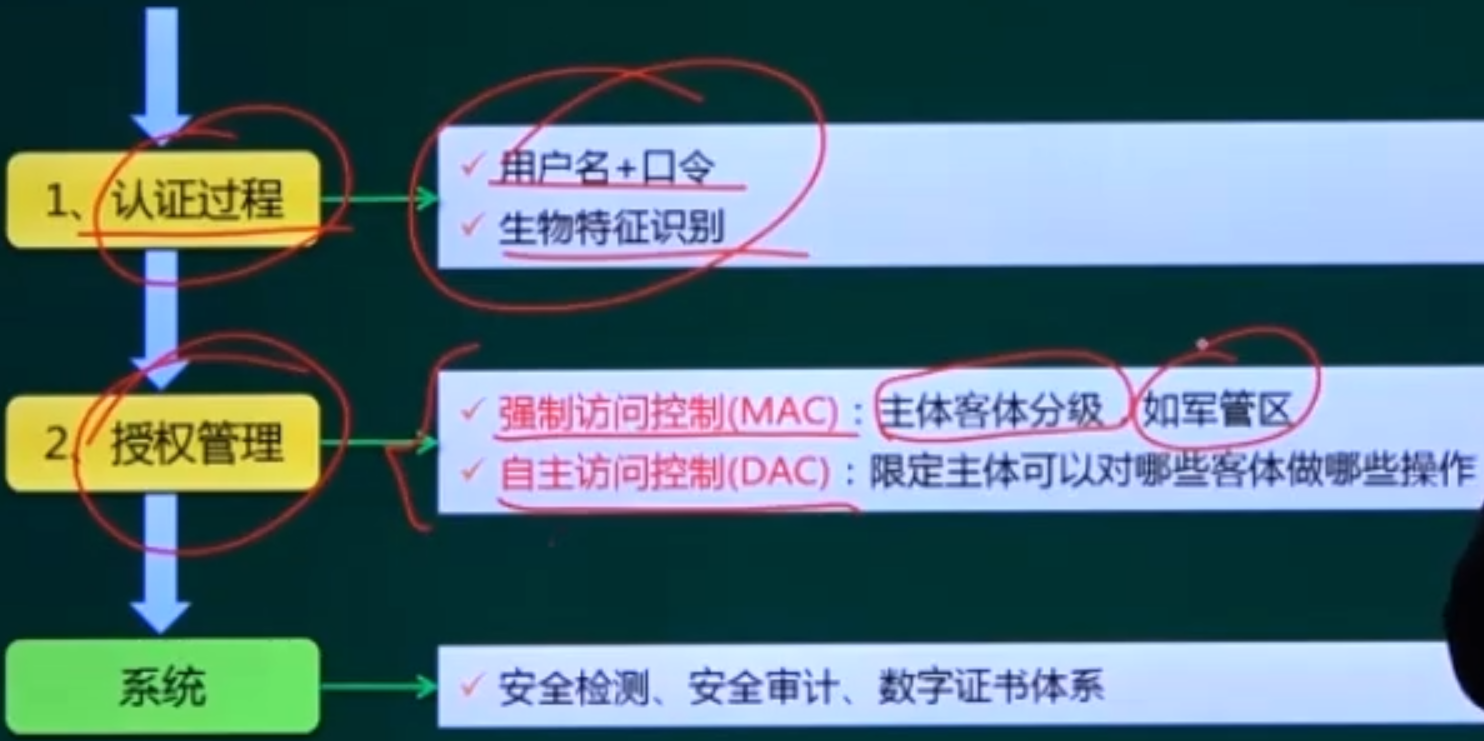 1、认证过程
✓ 用户名+口令
✓ 生物特征识别
2、授权管理
✓ 强制访问控制(MAC)：主体客体分级 如军管区
✓ 自主访问控制(DAC)：限定主体可以对哪些客体做哪些操作
系统
✓ 安全检测、安全审计、数字证书体系